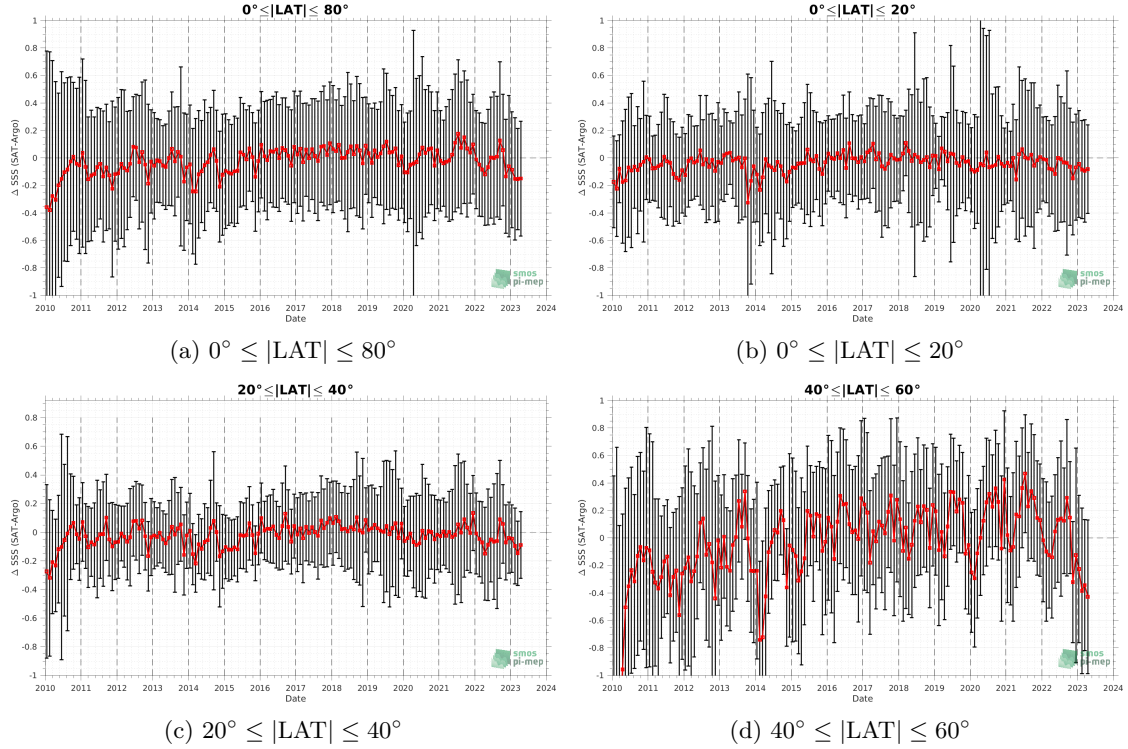 0°≤|LAT|≤ 80°
1
0.8
0.6
0.4
0.2
0
-0.2
-0.4
-0.6
-0.8
-1
Δ SSS (SAT-Argo)
2010 2011 2012 2013 2014 2015 2016 2017 2018 2019 2020 2021 2022 2023 2024
Date
smos
pi-mep
(a) 0° ≤ |LAT| ≤ 80°
0°≤|LAT|≤ 20°
1
0.8
0.6
0.4
0.2
0
-0.2
-0.4
-0.6
-0.8
-1
Δ SSS (SAT-Argo)
2010 2011 2012 2013 2014 2015 2016 2017 2018 2019 2020 2021 2022 2023 2024
Date
smos
pi-mep
(b) 0° ≤ |LAT| ≤ 20°
20°≤|LAT|≤ 40°
0.8
0.6
0.4
0.2
0
-0.2
-0.4
-0.6
-0.8
-1
Δ SSS (SAT-Argo)
2010 2011 2012 2013 2014 2015 2016 2017 2018 2019 2020 2021 2022 2023 2024
Date
smos
pi-mep
(c) 20° ≤ |LAT| ≤ 40°
40°≤|LAT|≤ 60°
1
0.8
0.6
0.4
0.2
0
-0.2
-0.4
-0.6
-0.8
-1
Δ SSS (SAT-Argo)
2010 2011 2012 2013 2014 2015 2016 2017 2018 2019 2020 2021 2022 2023 2024
Date
smos
pi-mep
(d) 40° ≤ |LAT| ≤ 60°